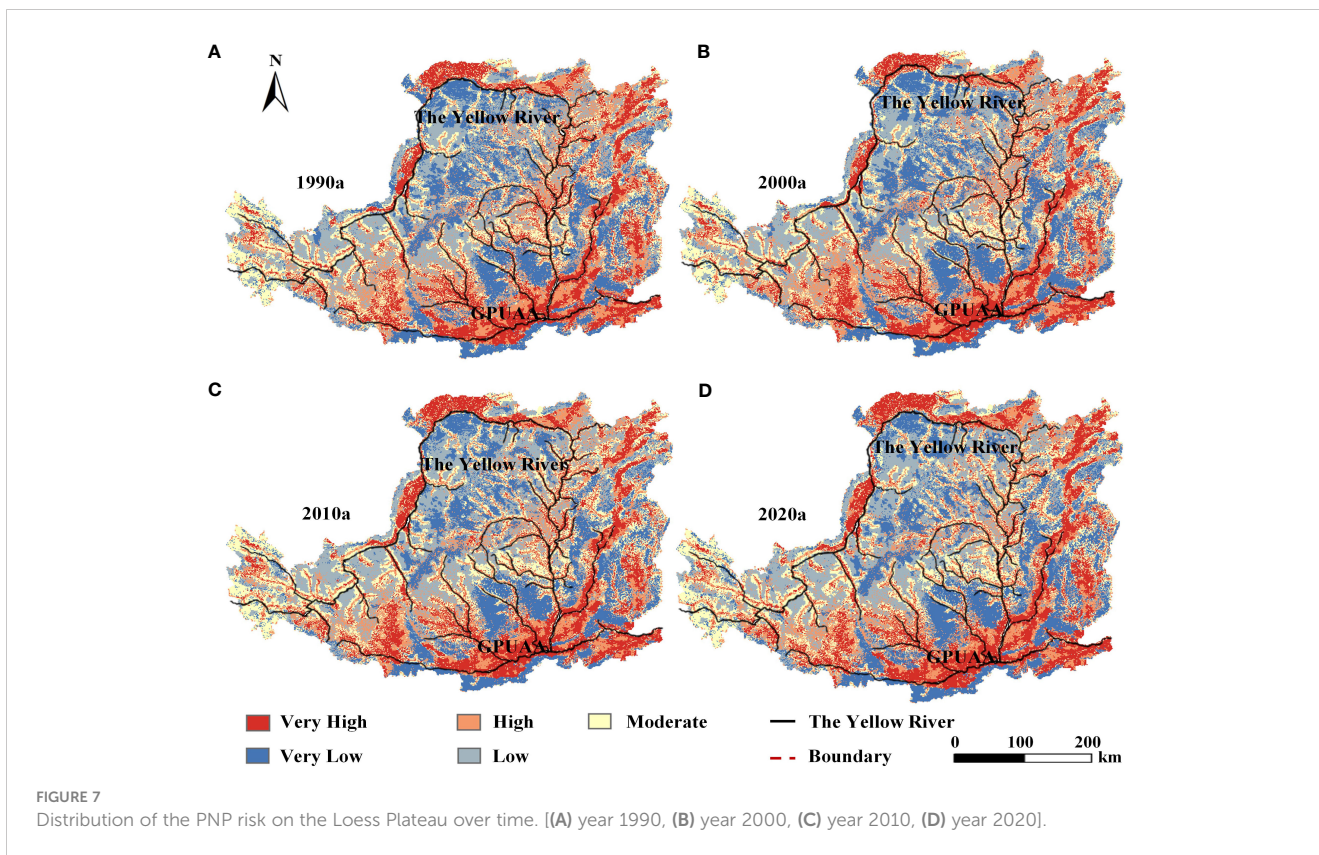 A
N
The Yellow River
1990a
GPUAA
B
The Yellow River
2000a
GPUAA
C
The Yellow River
2010a
GPUAA
D
The Yellow River
2020a
GPUAA
Very High
High
Moderate
The Yellow River
Very Low
Low
Boundary
0 100 200
km
FIGURE 7
Distribution of the PNP risk on the Loess Plateau over time. [(A) year 1990, (B) year 2000, (C) year 2010, (D) year 2020].